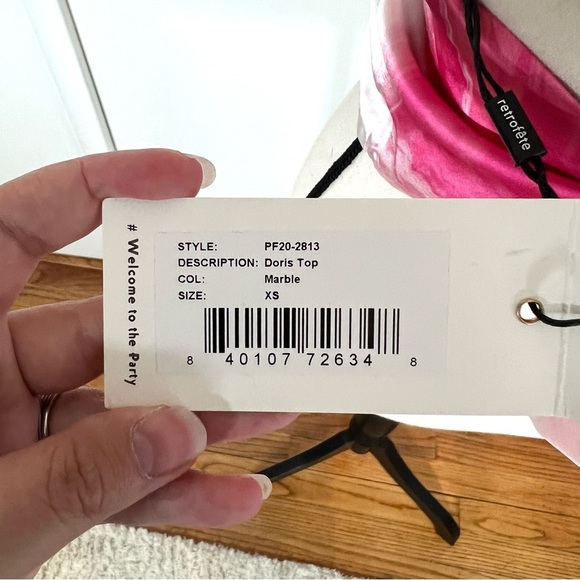 retrofête
# Welcome to the Party
STYLE: PF20-2813
DESCRIPTION: Doris Top
COL: Marble
SIZE: XS
8 40107 72634 8